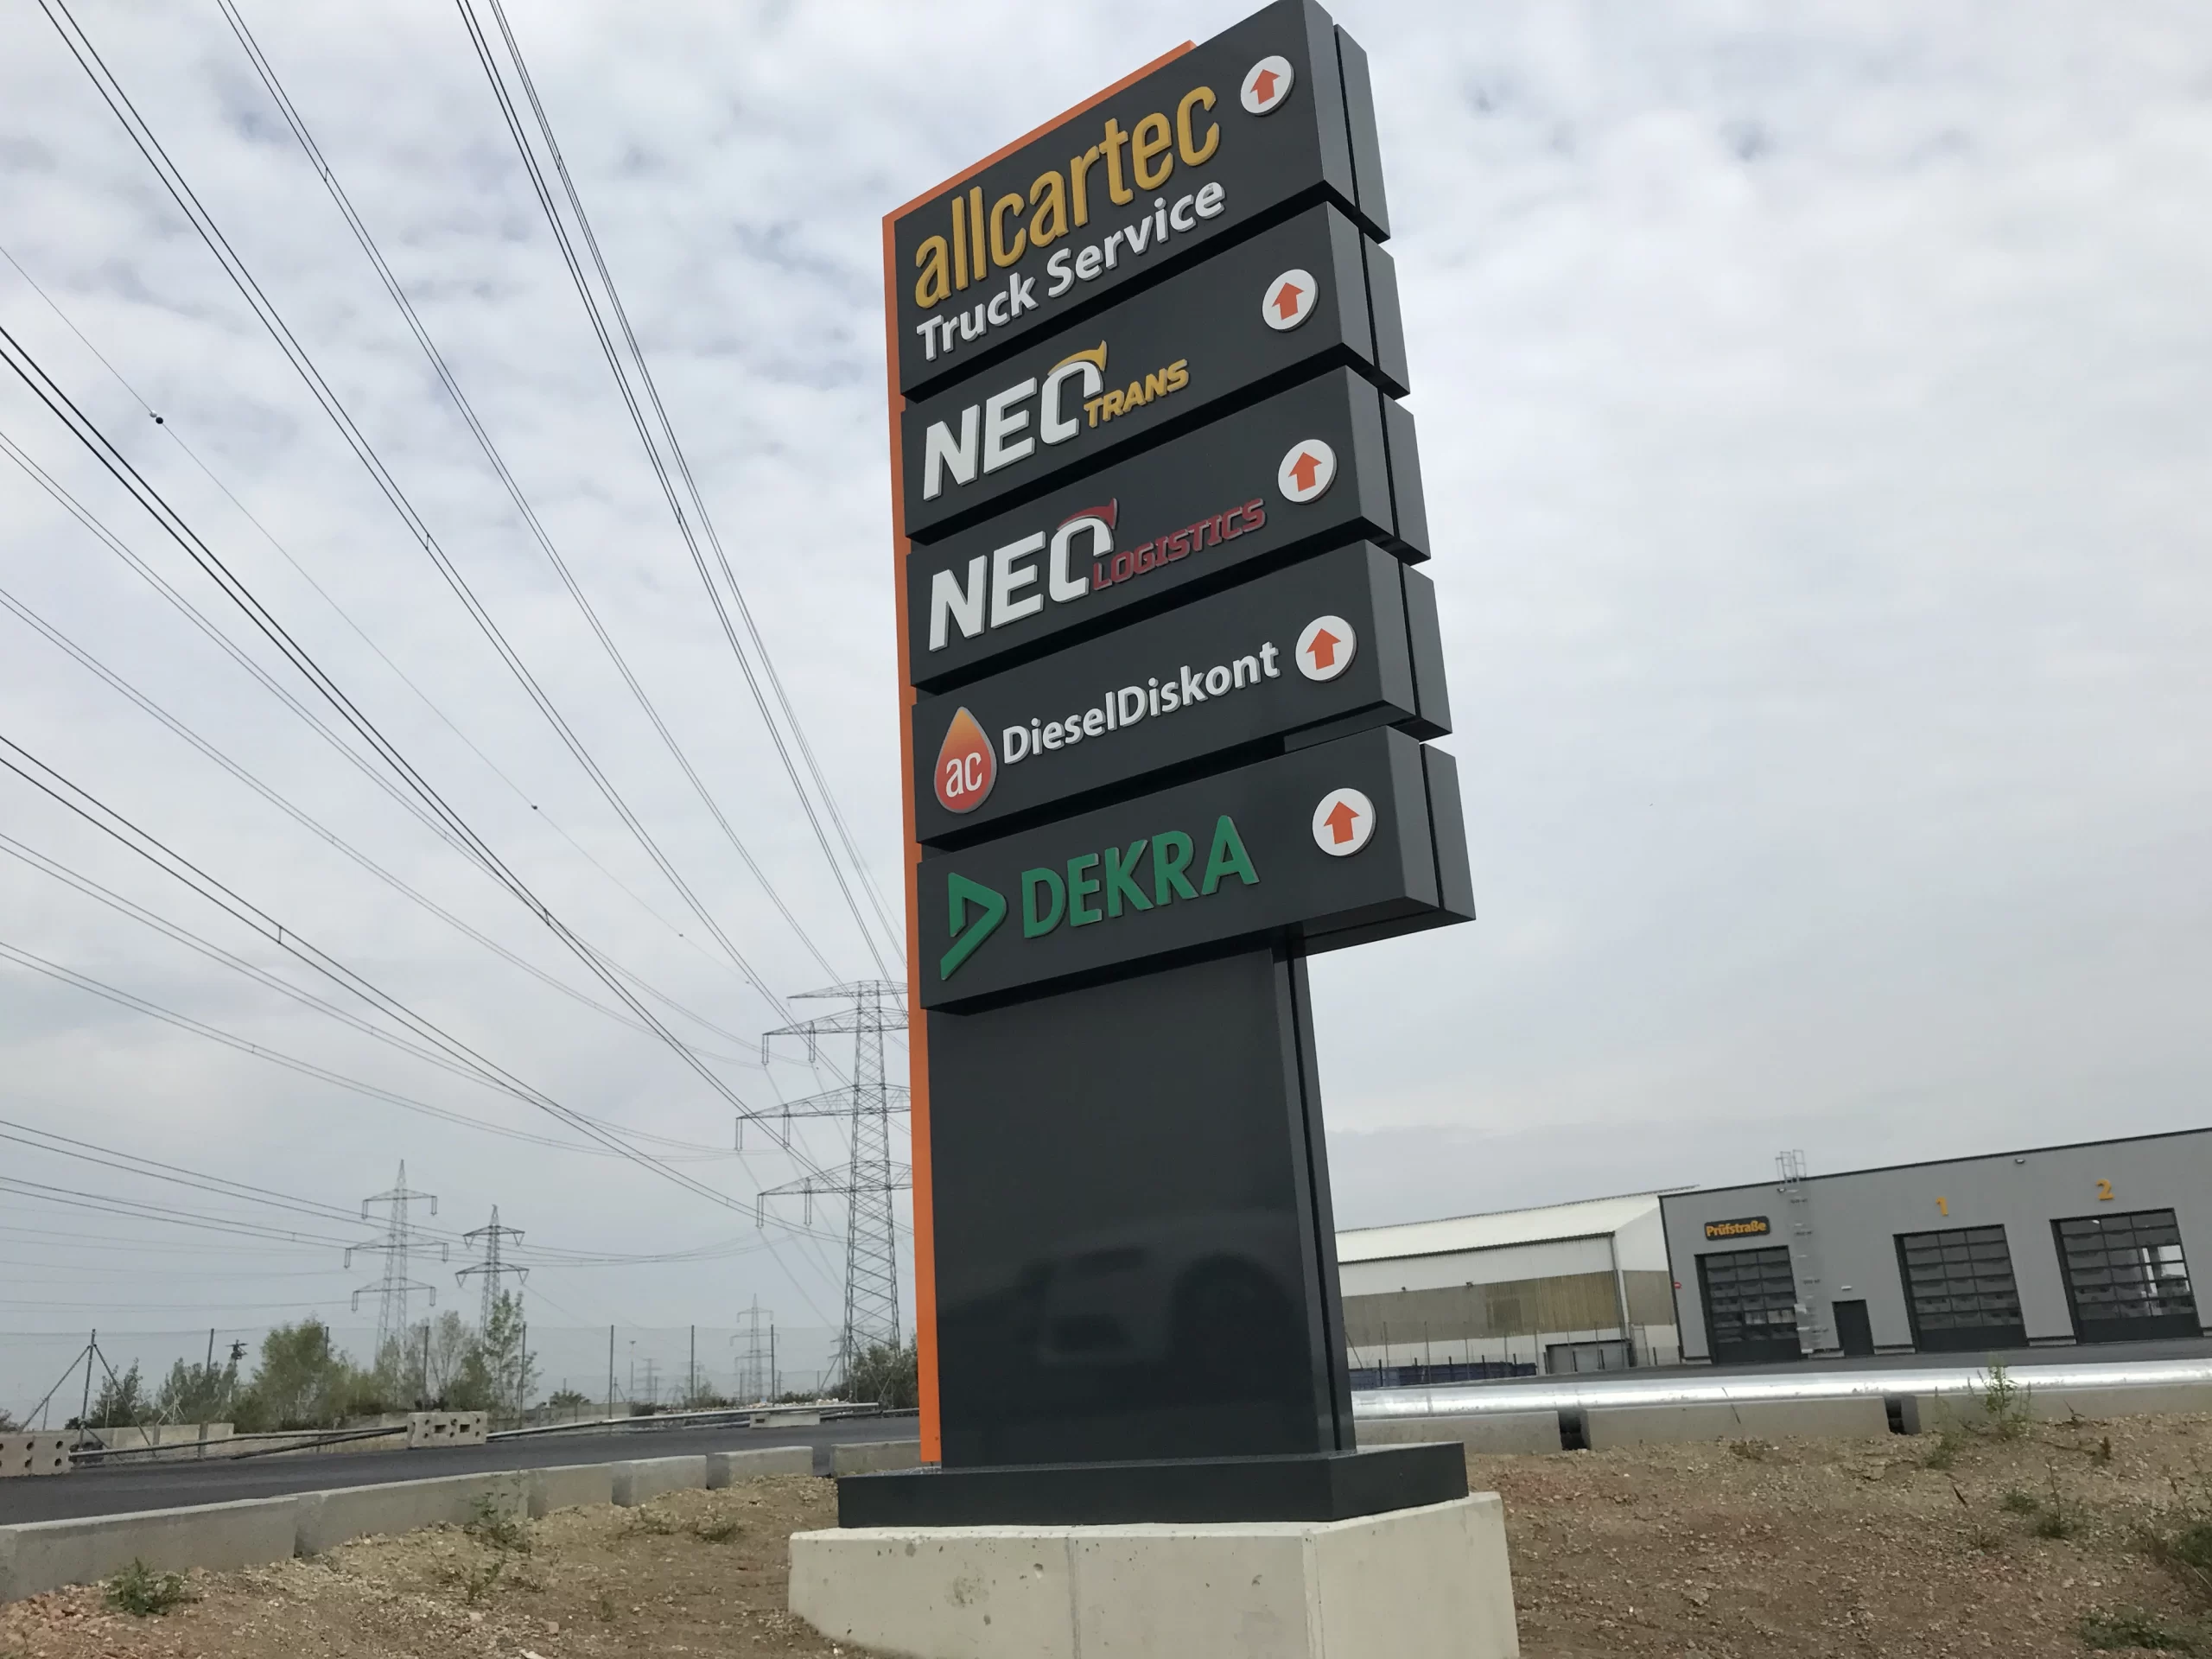 allcartec
Truck Service
NEO TRANS
NEO LOGISTICS
ac DieselDiskont
DEKRA
Prüfstraße
1
2